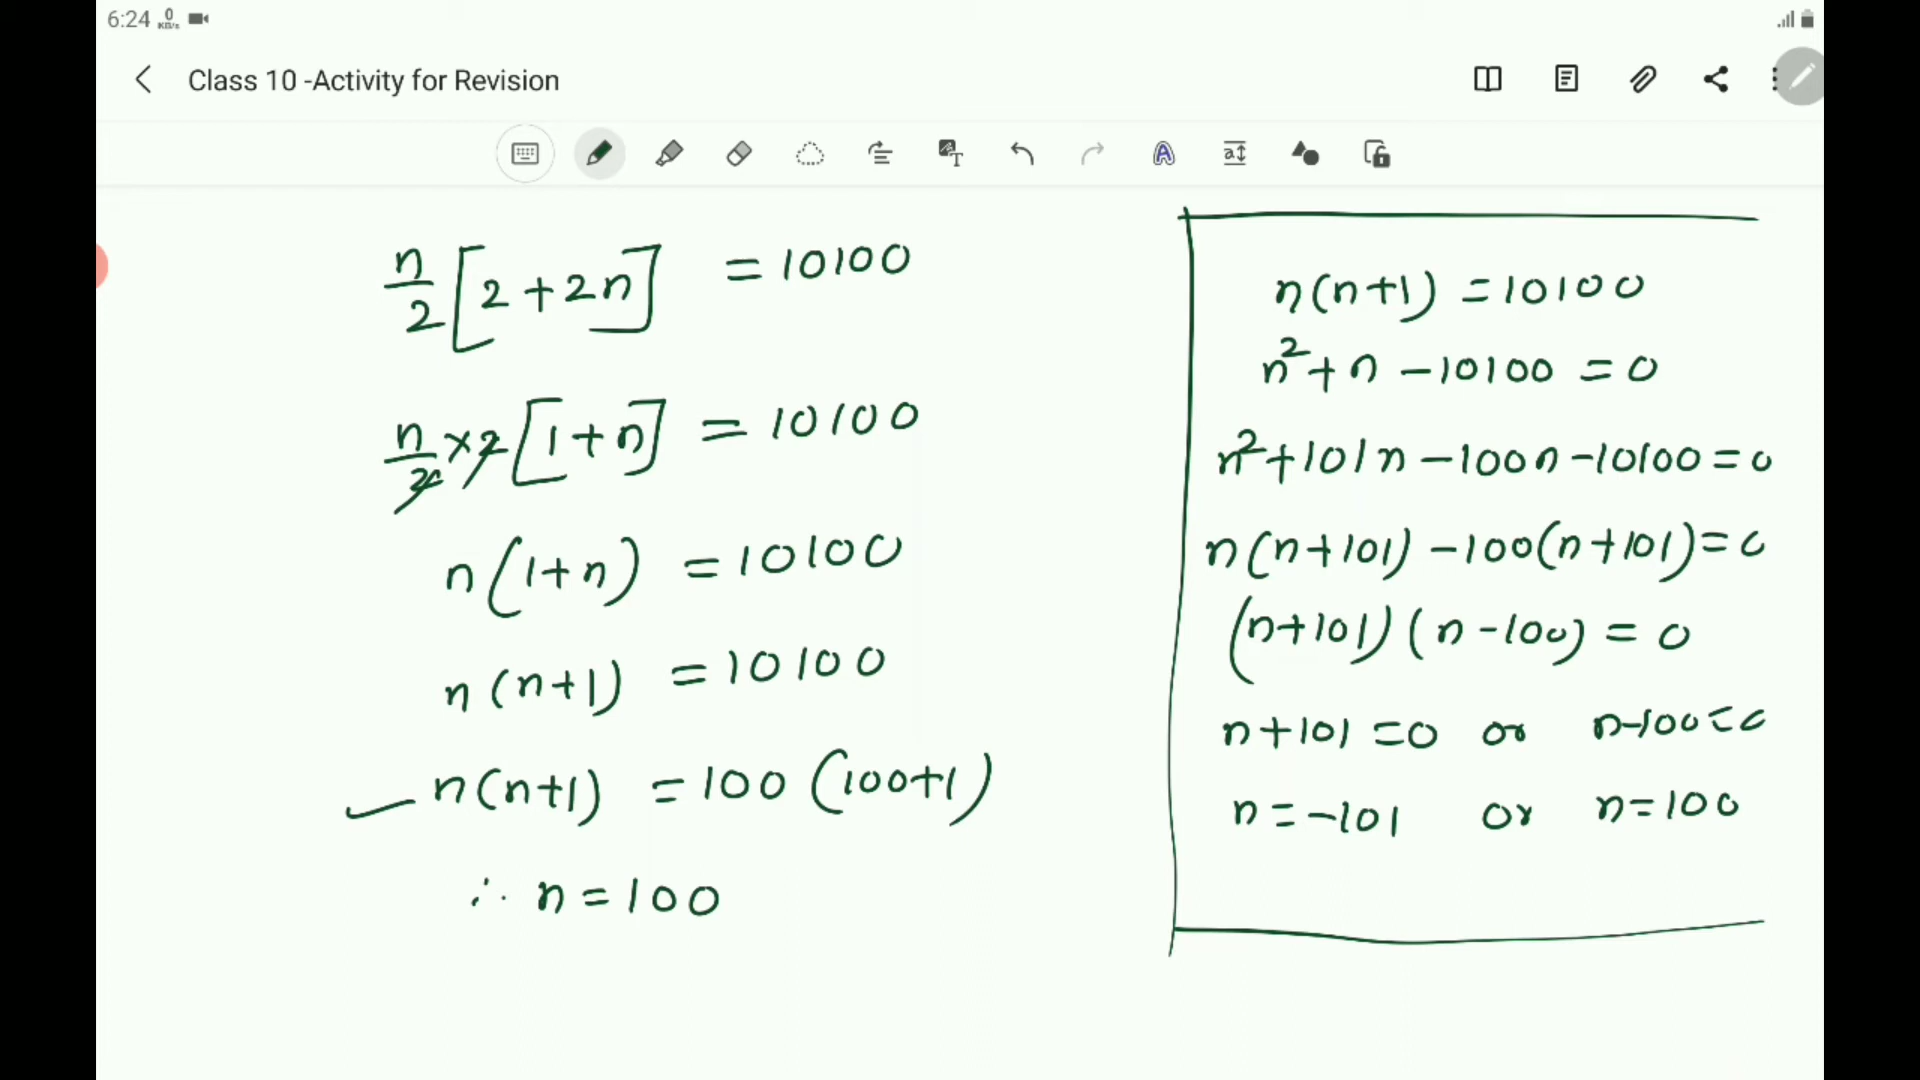 6:24 0 KB/s
Class 10 -Activity for Revision
n/2 [2 + 2n] = 10100
n/2 × 2 [1 + n] = 10100
n (1 + n) = 10100
n (n+1) = 10100
n(n+1) = 100 (100+1)
∴ n = 100
n(n+1) = 10100
n² + n - 10100 = 0
n² + 101n - 100n - 10100 = 0
n(n+101) - 100(n+101) = 0
(n+101) (n-100) = 0
n+101 = 0 or n-100 = 0
n = -101 or n = 100